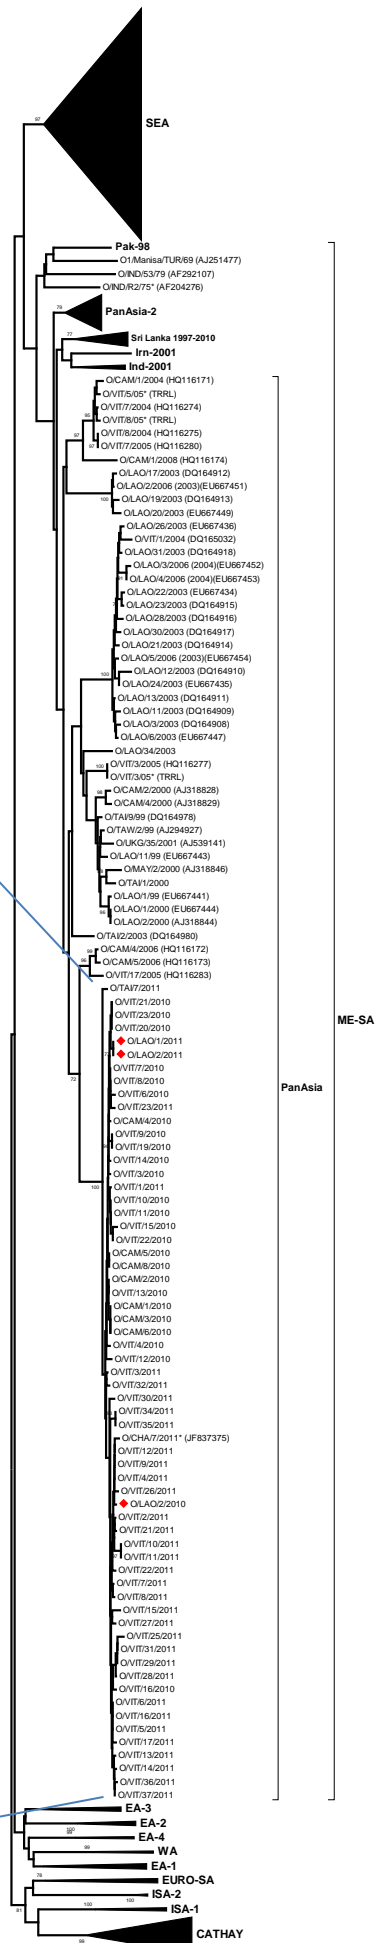 97
SEA
Pak-98
O1/Manisa/TUR/69 (AJ251477)
O/IND/53/79 (AF292107)
O/IND/R2/75* (AF204276)
79
PanAsia-2
77
Sri Lanka 1997-2010
Irn-2001
Ind-2001
O/CAM/1/2004 (HQ116171)
O/VIT/5/05* (TRRL)
O/VIT/7/2004 (HQ116274)
95
O/VIT/8/05* (TRRL)
O/VIT/8/2004 (HQ116275)
97
97
O/VIT/7/2005 (HQ116280)
O/CAM/1/2008 (HQ116174)
O/LAO/17/2003 (DQ164912)
O/LAO/2/2006 (2003)(EU667451)
100
O/LAO/19/2003 (DQ164913)
O/LAO/20/2003 (EU667449)
O/LAO/26/2003 (EU667436)
O/VIT/1/2004 (DQ165032)
O/LAO/31/2003 (DQ164918)
O/LAO/3/2006 (2004)(EU667452)
O/LAO/4/2006 (2004)(EU667453)
O/LAO/22/2003 (EU667434)
O/LAO/23/2003 (DQ164915)
O/LAO/28/2003 (DQ164916)
O/LAO/30/2003 (DQ164917)
O/LAO/21/2003 (DQ164914)
O/LAO/5/2006 (2003)(EU667454)
100
O/LAO/12/2003 (DQ164910)
O/LAO/24/2003 (EU667435)
O/LAO/13/2003 (DQ164911)
O/LAO/11/2003 (DQ164909)
O/LAO/3/2003 (DQ164908)
O/LAO/6/2003 (EU667447)
O/LAO/34/2003
100
O/VIT/3/2005 (HQ116277)
O/VIT/3/05* (TRRL)
98
O/CAM/2/2000 (AJ318828)
O/CAM/4/2000 (AJ318829)
O/TAI/9/99 (DQ164978)
O/TAW/2/99 (AJ294927)
O/UKG/35/2001 (AJ539141)
O/LAO/11/99 (EU667443)
O/MAY/2/2000 (AJ318846)
O/TAI/1/2000
O/LAO/1/99 (EU667441)
O/LAO/1/2000 (EU667444)
96
O/LAO/2/2000 (AJ318844)
O/TAI/2/2003 (DQ164980)
99
O/CAM/4/2006 (HQ116172)
96
O/CAM/5/2006 (HQ116173)
O/VIT/17/2005 (HQ116283)
O/TAI/7/2011
O/VIT/21/2010
O/VIT/23/2010
O/VIT/20/2010
ME-SA
O/LAO/1/2011
O/LAO/2/2011
O/VIT/7/2010
72
O/VIT/8/2010
PanAsia
O/VIT/6/2010
O/VIT/23/2011
O/CAM/4/2010
O/VIT/9/2010
O/VIT/19/2010
O/VIT/14/2010
O/VIT/3/2010
100
O/VIT/1/2011
O/VIT/10/2010
O/VIT/11/2010
O/VIT/15/2010
O/VIT/22/2010
O/CAM/5/2010
O/CAM/8/2010
O/CAM/2/2010
O/VIT/13/2010
O/CAM/1/2010
O/CAM/3/2010
O/CAM/6/2010
O/VIT/4/2010
O/VIT/12/2010
O/VIT/3/2011
O/VIT/32/2011
O/VIT/30/2011
O/VIT/34/2011
O/VIT/35/2011
O/CHA/7/2011* (JF837375)
O/VIT/12/2011
O/VIT/9/2011
O/VIT/4/2011
O/VIT/26/2011
O/LAO/2/2010
O/VIT/2/2011
O/VIT/21/2011
O/VIT/10/2011
O/VIT/11/2011
O/VIT/22/2011
O/VIT/7/2011
O/VIT/8/2011
O/VIT/15/2011
O/VIT/27/2011
O/VIT/25/2011
O/VIT/31/2011
O/VIT/29/2011
O/VIT/28/2011
O/VIT/16/2010
O/VIT/6/2011
O/VIT/16/2011
O/VIT/5/2011
O/VIT/17/2011
O/VIT/13/2011
O/VIT/14/2011
O/VIT/36/2011
O/VIT/37/2011
EA-3
EA-2
100
EA-4
99
WA
EA-1
78
EURO-SA
100
ISA-2
100
ISA-1
81
CATHAY
99